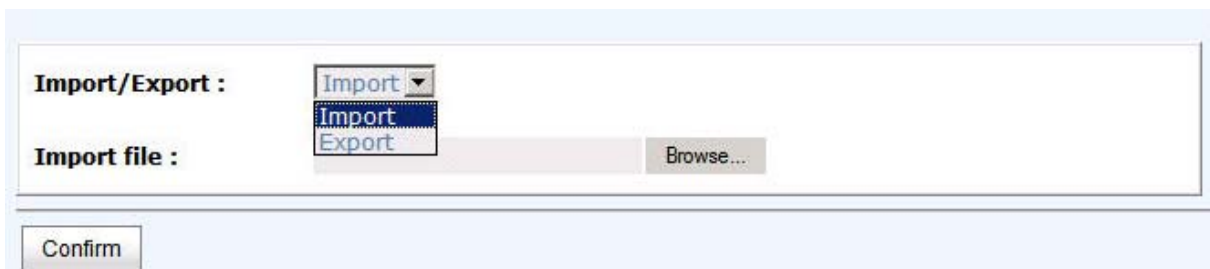 Import/Export : Import
Import
Export
Import file : Browse...
Confirm